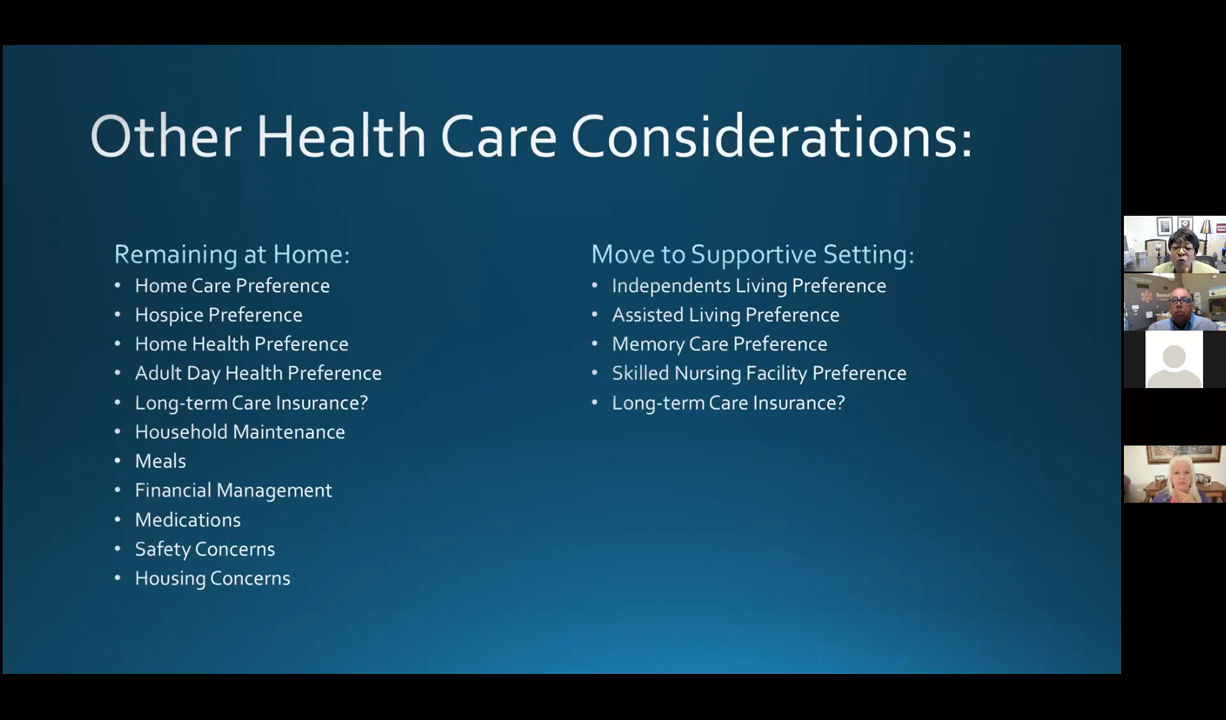 Other Health Care Considerations:
Remaining at Home:
• Home Care Preference
• Hospice Preference
• Home Health Preference
• Adult Day Health Preference
• Long-term Care Insurance?
• Household Maintenance
• Meals
• Financial Management
• Medications
• Safety Concerns
• Housing Concerns
Move to Supportive Setting:
• Independents Living Preference
• Assisted Living Preference
• Memory Care Preference
• Skilled Nursing Facility Preference
• Long-term Care Insurance?